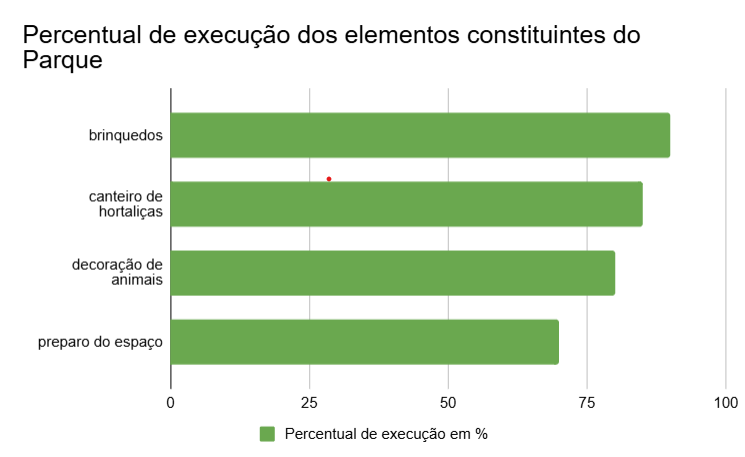 Percentual de execução dos elementos constituintes do
Parque
brinquedos
canteiro de
hortaliças
decoração de
animais
preparo do espaço
0 25 50 75 100
Percentual de execução em %